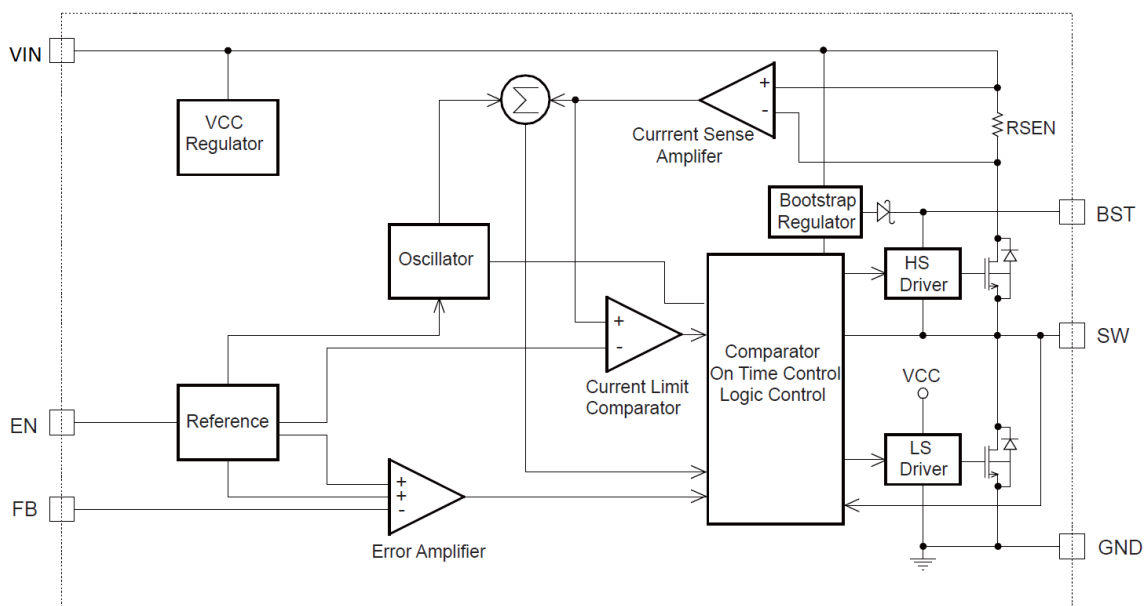 VIN
VCC
Regulator
Σ
+
-
Currrent Sense
Amplifer
RSEN
Bootstrap
Regulator
BST
Oscillator
HS
Driver
+
-
Current Limit
Comparator
Comparator
On Time Control
Logic Control
SW
VCC
EN
Reference
LS
Driver
FB
+
+
-
Error Amplifier
GND